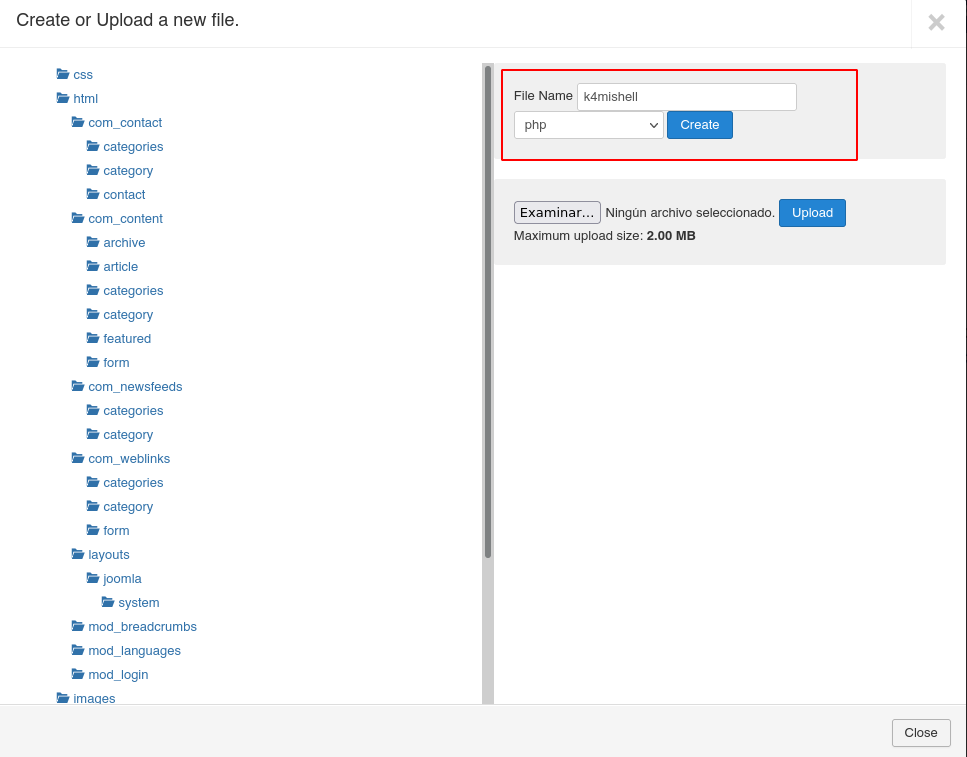 Create or Upload a new file.
css
html
com_contact
categories
category
contact
com_content
archive
article
categories
category
featured
form
com_newsfeeds
categories
category
com_weblinks
categories
category
form
layouts
joomla
system
mod_breadcrumbs
mod_languages
mod_login
images
File Name k4mishell
php Create
Examinar... Ningún archivo seleccionado. Upload
Maximum upload size: 2.00 MB
Close